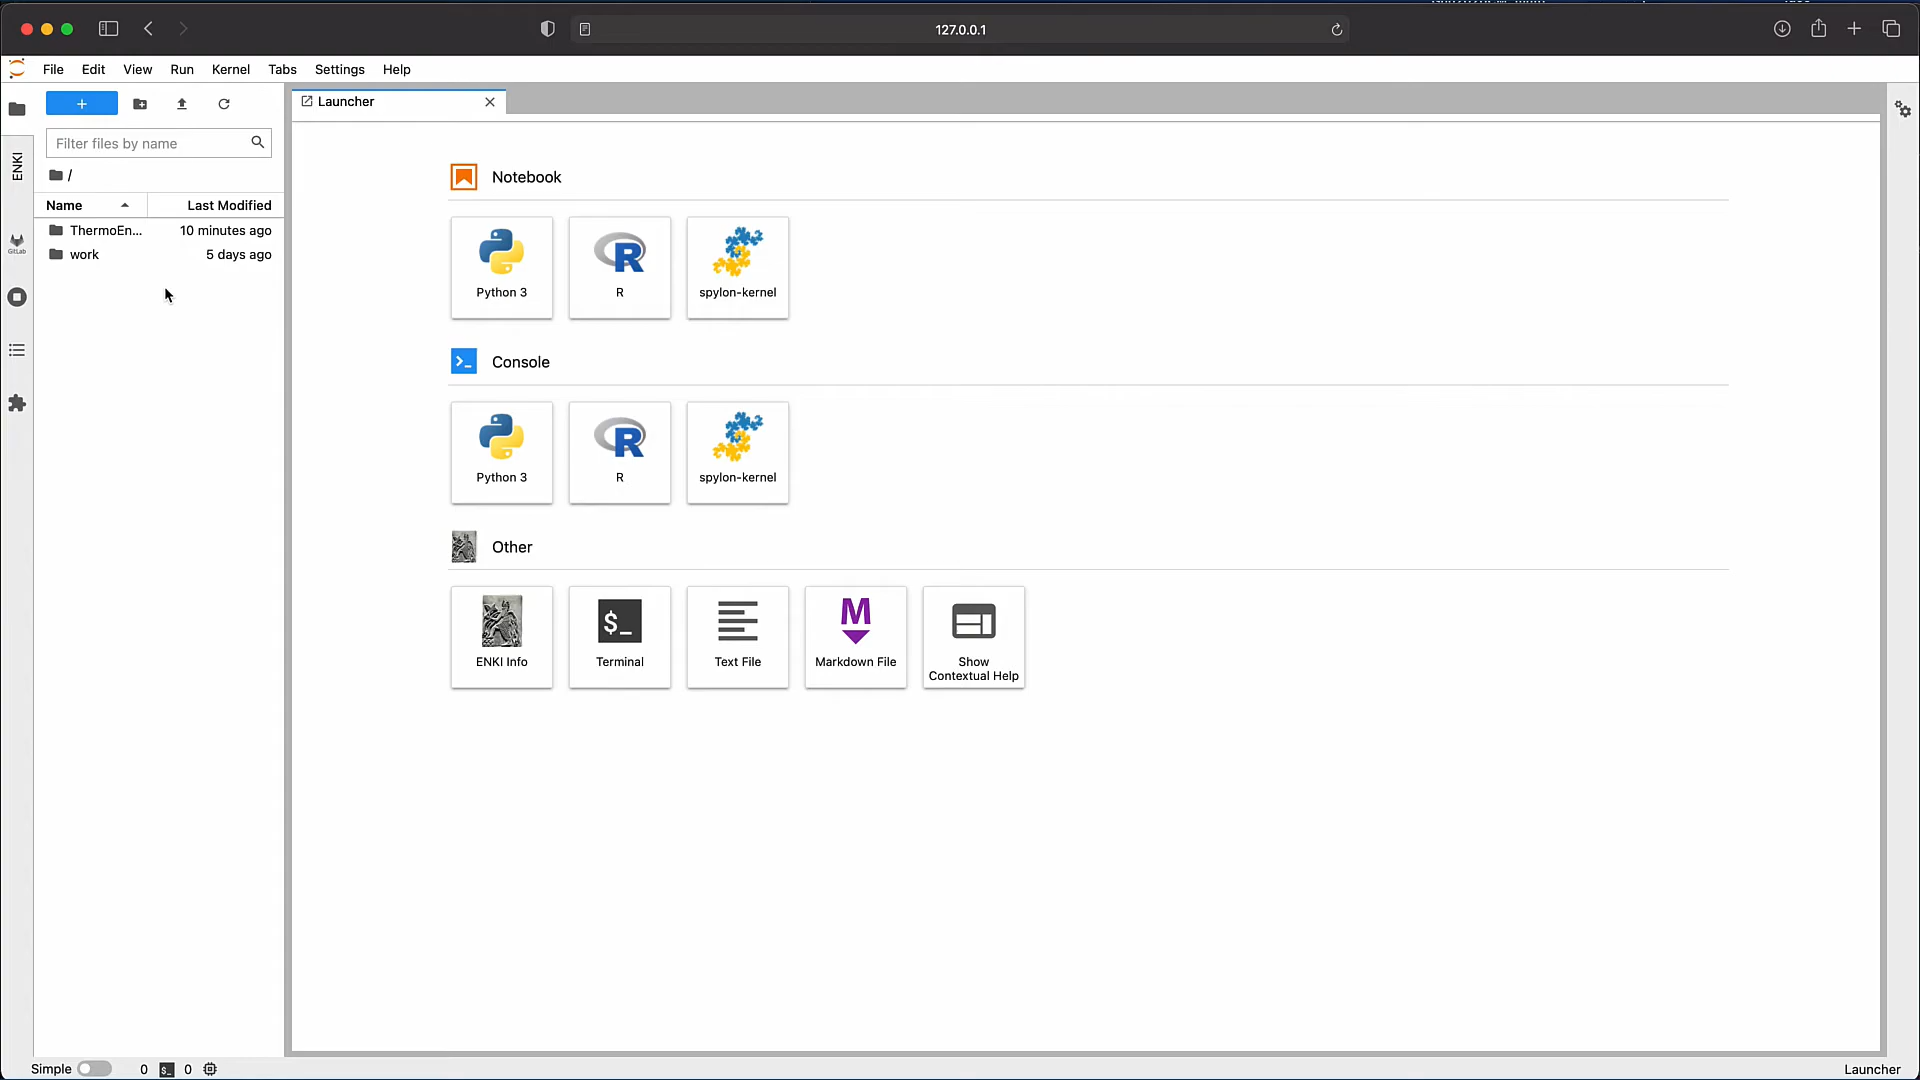 127.0.0.1
File Edit View Run Kernel Tabs Settings Help
+
Launcher
Filter files by name
ENKI
/
Name Last Modified
ThermoEn... 10 minutes ago
work 5 days ago
GitLab
Notebook
Python 3
R
spylon-kernel
Console
Python 3
R
spylon-kernel
Other
ENKI Info
$_
Terminal
Text File
M
Markdown File
Show
Contextual Help
Simple 0 $_ 0
Launcher